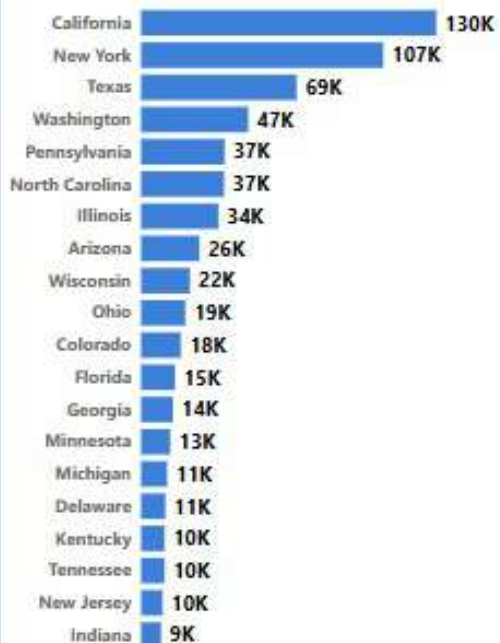 California 130K
New York 107K
Texas 69K
Washington 47K
Pennsylvania 37K
North Carolina 37K
Illinois 34K
Arizona 26K
Wisconsin 22K
Ohio 19K
Colorado 18K
Florida 15K
Georgia 14K
Minnesota 13K
Michigan 11K
Delaware 11K
Kentucky 10K
Tennessee 10K
New Jersey 10K
Indiana 9K